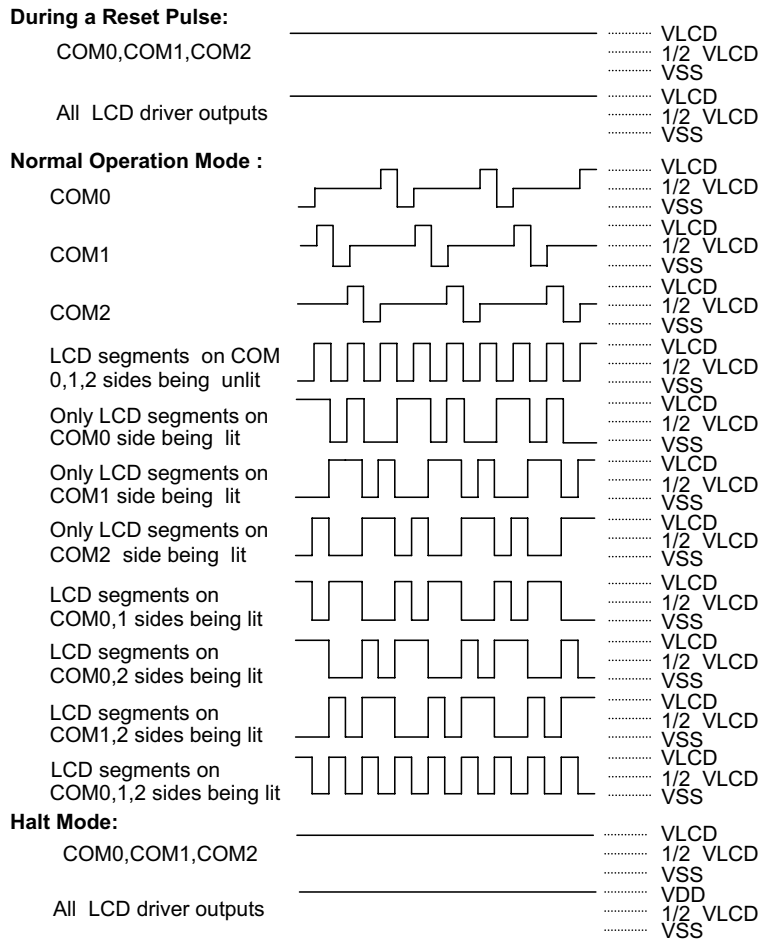 During a Reset Pulse:
VLCD
COM0,COM1,COM2
1/2 VLCD
VSS
VLCD
All LCD driver outputs
1/2 VLCD
VSS
Normal Operation Mode :
VLCD
COM0
1/2 VLCD
VSS
VLCD
COM1
1/2 VLCD
VSS
VLCD
COM2
1/2 VLCD
VSS
LCD segments on COM
0,1,2 sides being unlit
VLCD
1/2 VLCD
VSS
Only LCD segments on
COM0 side being lit
VLCD
1/2 VLCD
VSS
Only LCD segments on
COM1 side being lit
VLCD
1/2 VLCD
VSS
Only LCD segments on
COM2 side being lit
VLCD
1/2 VLCD
VSS
LCD segments on
COM0,1 sides being lit
VLCD
1/2 VLCD
VSS
LCD segments on
COM0,2 sides being lit
VLCD
1/2 VLCD
VSS
LCD segments on
COM1,2 sides being lit
VLCD
1/2 VLCD
VSS
LCD segments on
COM0,1,2 sides being lit
VLCD
1/2 VLCD
VSS
Halt Mode:
VLCD
COM0,COM1,COM2
1/2 VLCD
VSS
VDD
All LCD driver outputs
1/2 VLCD
VSS